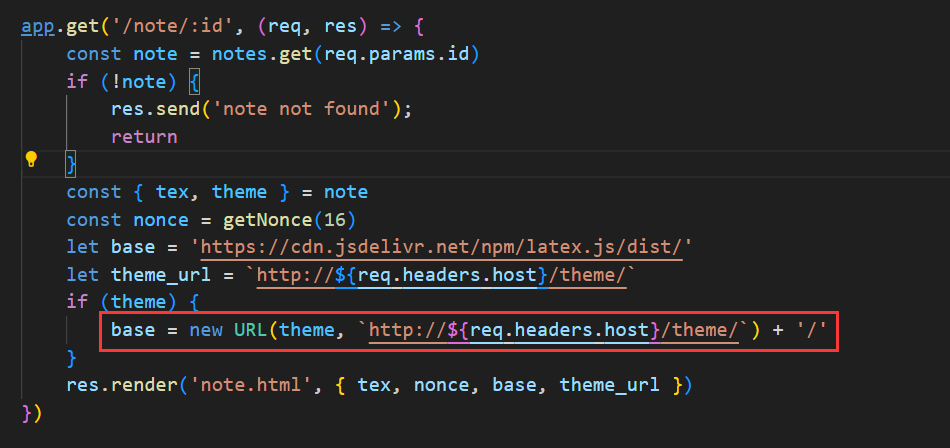 app.get('/note/:id', (req, res) => {
    const note = notes.get(req.params.id)
    if (!note) {
        res.send('note not found');
        return
    }
    const { tex, theme } = note
    const nonce = getNonce(16)
    let base = 'https://cdn.jsdelivr.net/npm/latex.js/dist/'
    let theme_url = `http://${req.headers.host}/theme/`
    if (theme) {
        base = new URL(theme, `http://${req.headers.host}/theme/`) + '/'
    }
    res.render('note.html', { tex, nonce, base, theme_url })
})